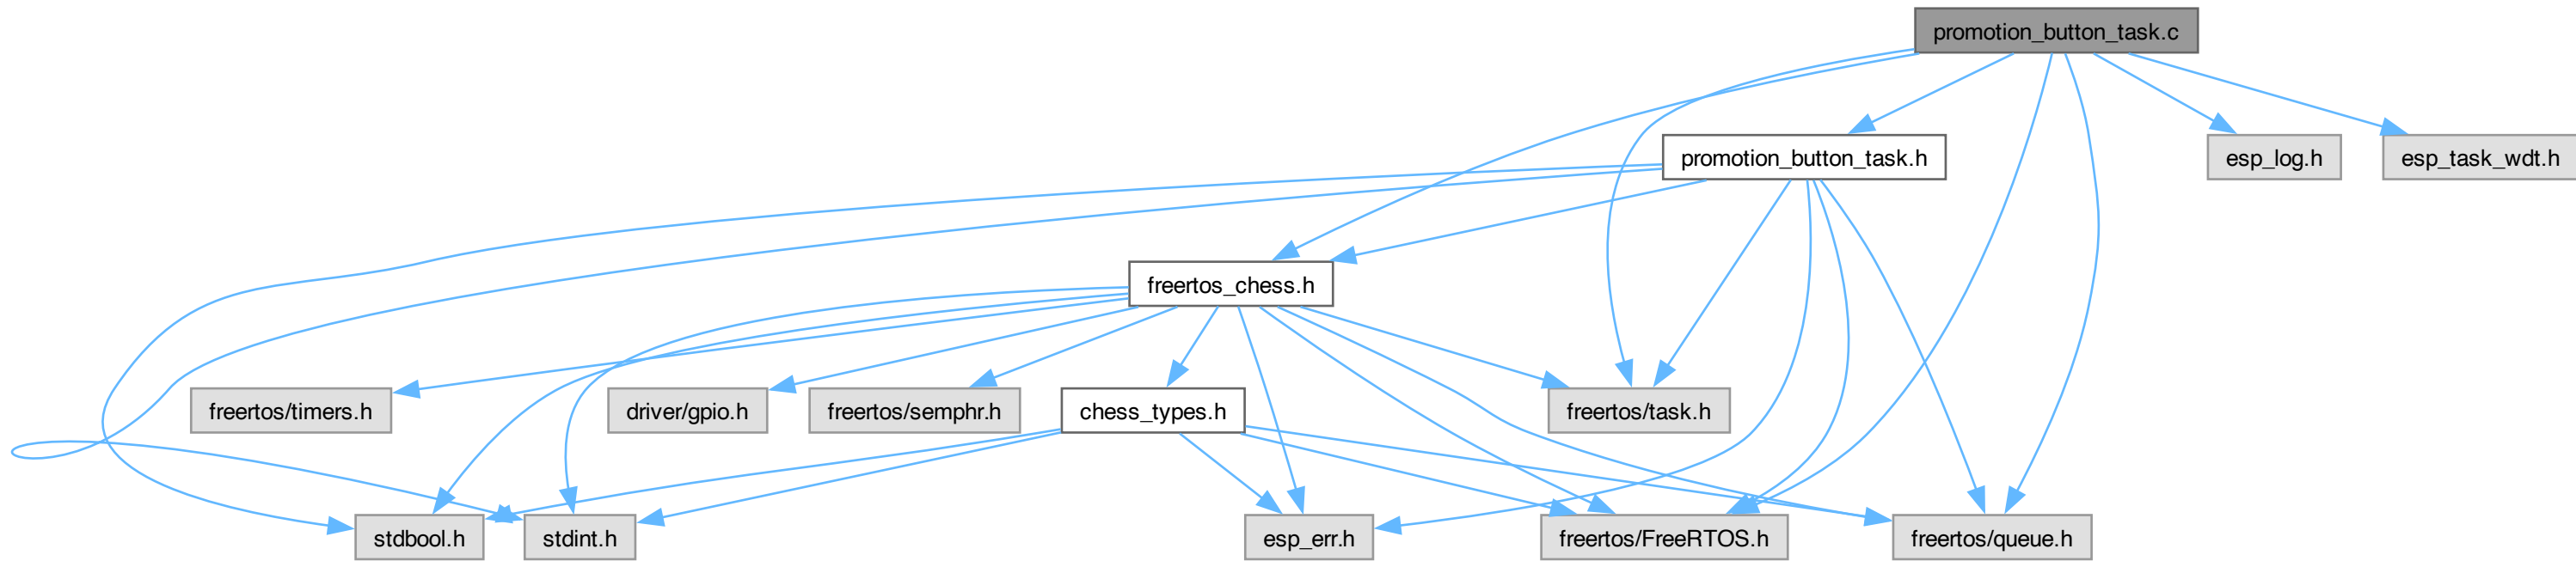 promotion_button_task.c
promotion_button_task.h
esp_log.h
esp_task_wdt.h
freertos_chess.h
freertos/timers.h
driver/gpio.h
freertos/semphr.h
chess_types.h
freertos/task.h
stdbool.h
stdint.h
esp_err.h
freertos/FreeRTOS.h
freertos/queue.h